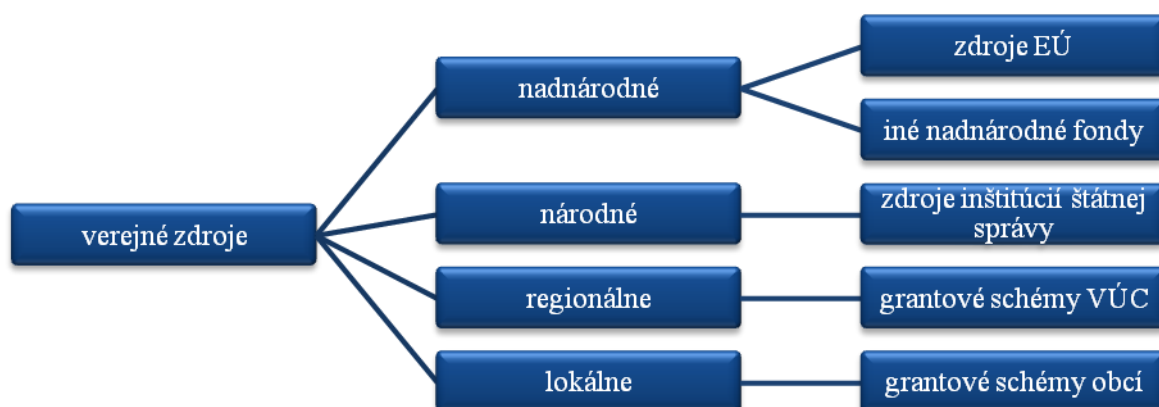 verejné zdroje
nadnárodné
zdroje EÚ
iné nadnárodné fondy
národné
zdroje inštitúcií štátnej
správy
regionálne
grantové schémy VÚC
lokálne
grantové schémy obcí